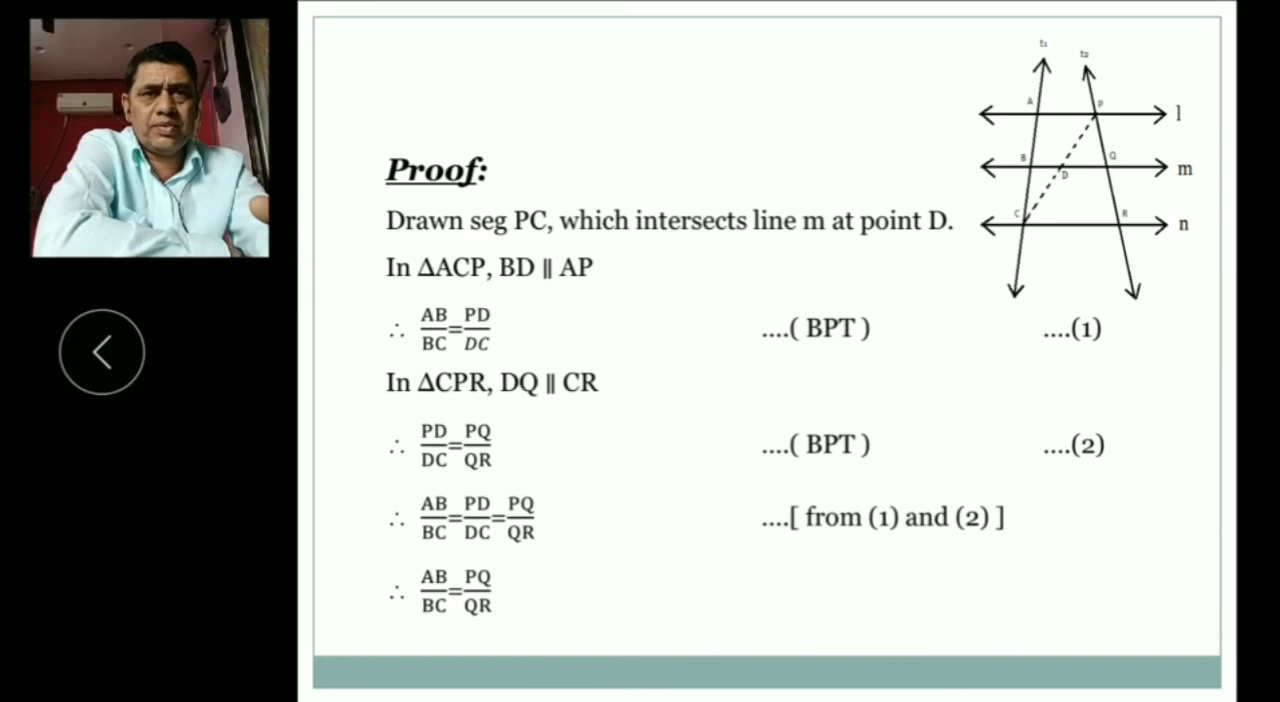 t₁
t₂
A
P
l
B
Q
D
m
C
R
n
Proof:
Drawn seg PC, which intersects line m at point D.
In ΔACP, BD ∥ AP
∴ AB/BC=PD/DC ....( BPT ) ....(1)
In ΔCPR, DQ ∥ CR
∴ PD/DC=PQ/QR ....( BPT ) ....(2)
∴ AB/BC=PD/DC=PQ/QR ....[ from (1) and (2) ]
∴ AB/BC=PQ/QR